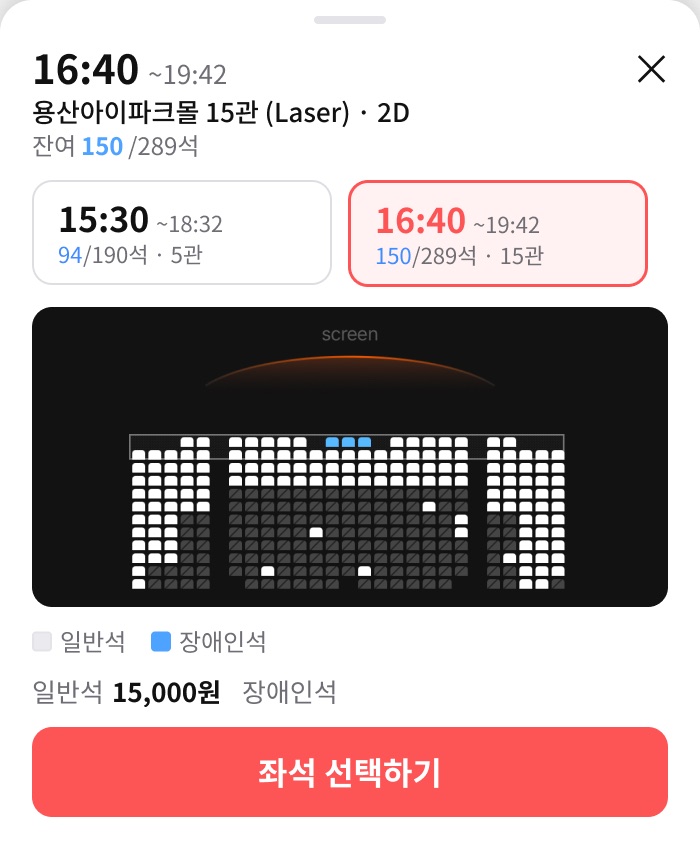 16:40 ~19:42
용산아이파크몰 15관 (Laser) · 2D
잔여 150 /289석
15:30 ~18:32
94/190석 · 5관
16:40 ~19:42
150/289석 · 15관
screen
일반석 장애인석
일반석 15,000원 장애인석
좌석 선택하기